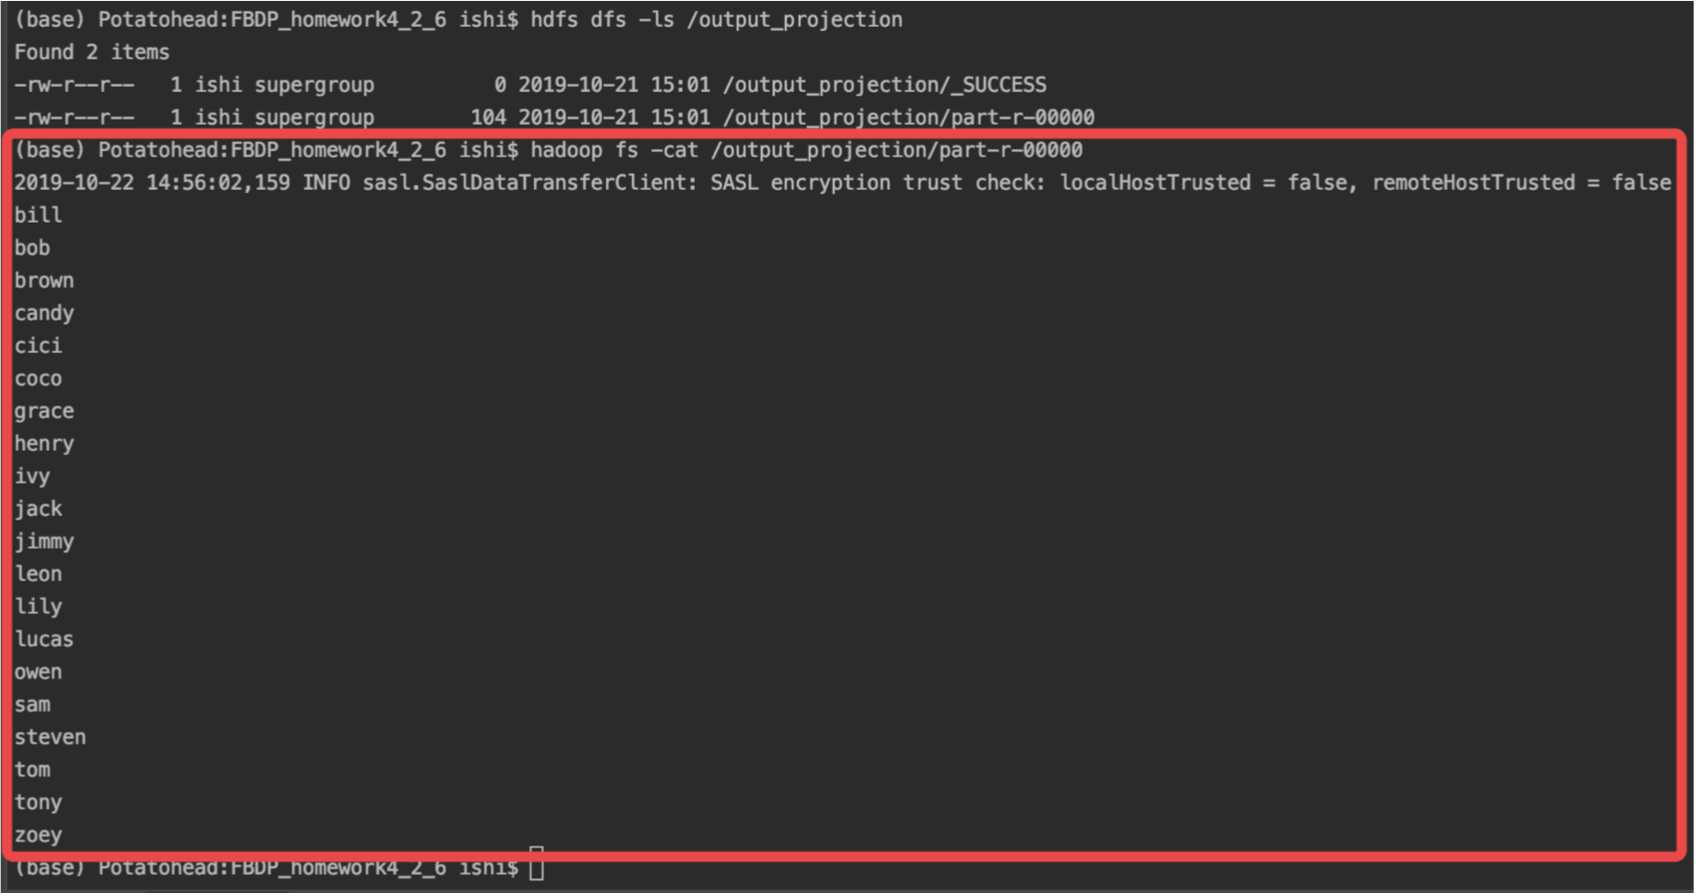 (base) Potatohead:FBDP_homework4_2_6 ishi$ hdfs dfs -ls /output_projection
Found 2 items
-rw-r--r--   1 ishi supergroup          0 2019-10-21 15:01 /output_projection/_SUCCESS
-rw-r--r--   1 ishi supergroup        104 2019-10-21 15:01 /output_projection/part-r-00000
(base) Potatohead:FBDP_homework4_2_6 ishi$ hadoop fs -cat /output_projection/part-r-00000
2019-10-22 14:56:02,159 INFO sasl.SaslDataTransferClient: SASL encryption trust check: localHostTrusted = false, remoteHostTrusted = false
bill
bob
brown
candy
cici
coco
grace
henry
ivy
jack
jimmy
leon
lily
lucas
owen
sam
steven
tom
tony
zoey
(base) Potatohead:FBDP_homework4_2_6 ishi$